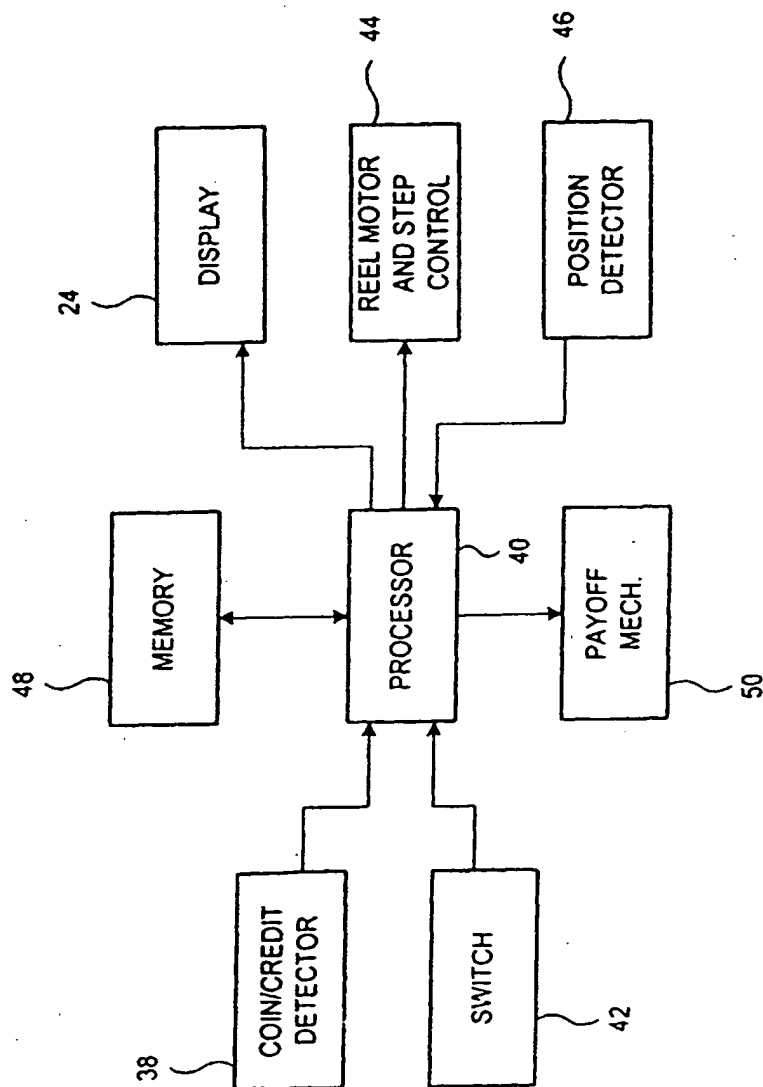 48
MEMORY
24
DISPLAY
38
COIN/CREDIT
DETECTOR
PROCESSOR
40
44
REEL MOTOR
AND STEP
CONTROL
42
SWITCH
50
PAYOFF
MECH.
46
POSITION
DETECTOR